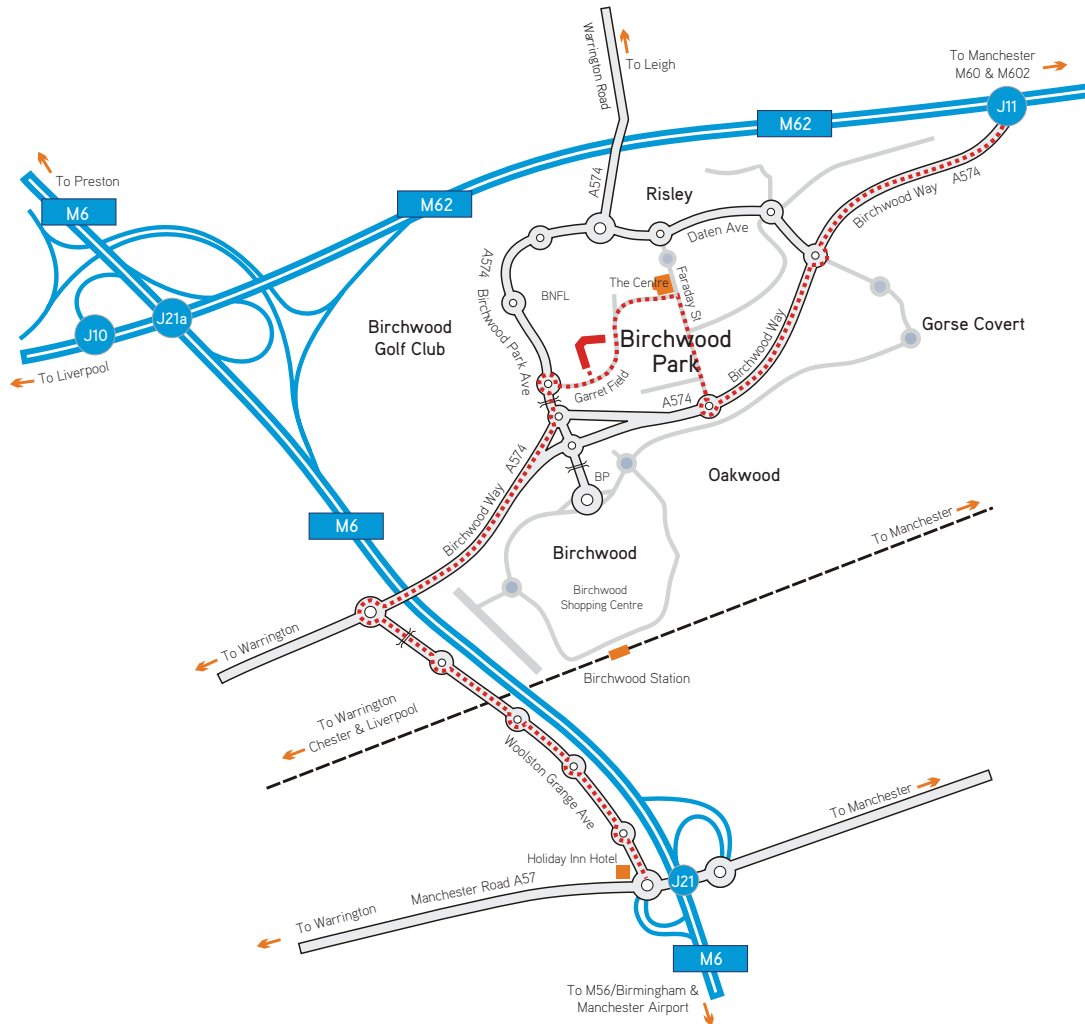 Warrington Road
To Leigh
To Manchester
M60 & M602
J11
M62
To Preston
M6
M62
A574
Risley
Birchwood Way
A574
Daten Ave
A574
Birchwood Park Ave
BNFL
The Centre
Faraday St
J21a
J10
To Liverpool
Birchwood
Golf Club
Birchwood
Park
Gorse Covert
Birchwood Way
Garret Field
A574
A574
Birchwood Way
BP
Oakwood
M6
To Manchester
Birchwood
Birchwood
Shopping Centre
To Warrington
Birchwood Station
To Warrington
Chester & Liverpool
Woolston Grange Ave
To Manchester
Holiday Inn Hotel
J21
Manchester Road A57
To Warrington
M6
To M56/Birmingham &
Manchester Airport